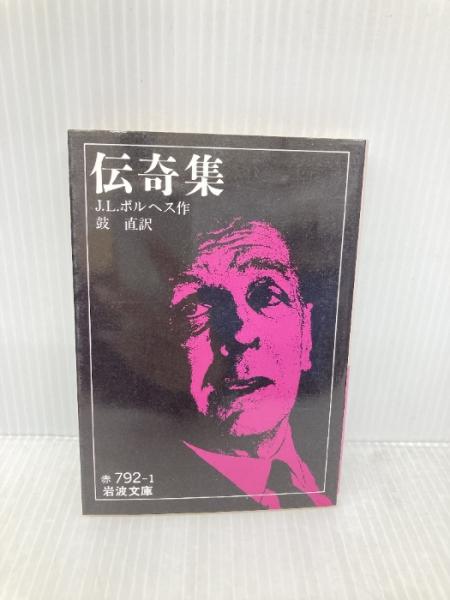 伝奇集
J.L.ボルヘス作
鼓 直訳
赤 792-1
岩波文庫